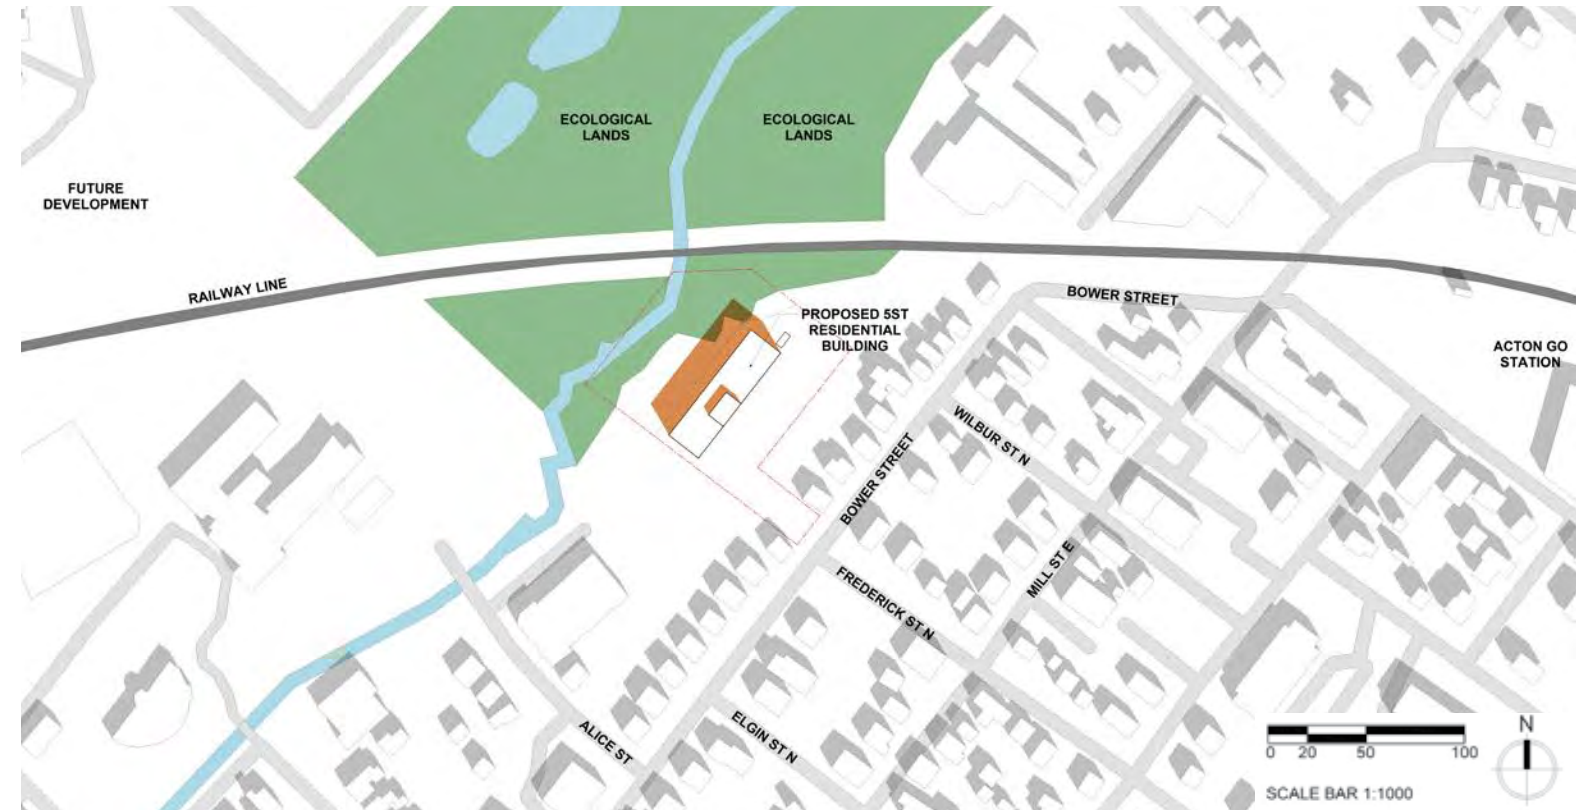 ECOLOGICAL
LANDS
ECOLOGICAL
LANDS
FUTURE
DEVELOPMENT
RAILWAY LINE
BOWER STREET
PROPOSED 5ST
RESIDENTIAL
BUILDING
ACTON GO
STATION
WILBUR ST N
BOWER STREET
MILL ST E
FREDERICK ST N
ALICE ST
ELGIN ST N
N
0 20 50 100
SCALE BAR 1:1000